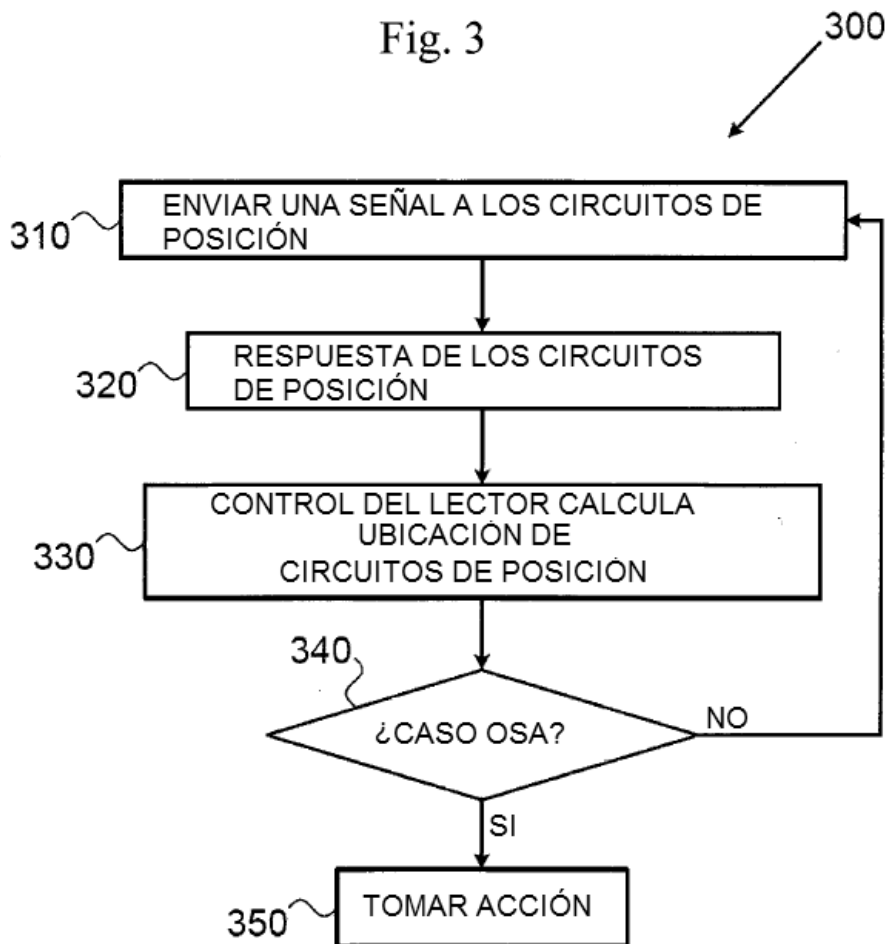 Fig. 3
300
310
ENVIAR UNA SEÑAL A LOS CIRCUITOS DE
POSICIÓN
320
RESPUESTA DE LOS CIRCUITOS
DE POSICIÓN
330
CONTROL DEL LECTOR CALCULA
UBICACIÓN DE
CIRCUITOS DE POSICIÓN
340
¿CASO OSA?
NO
SI
350
TOMAR ACCIÓN